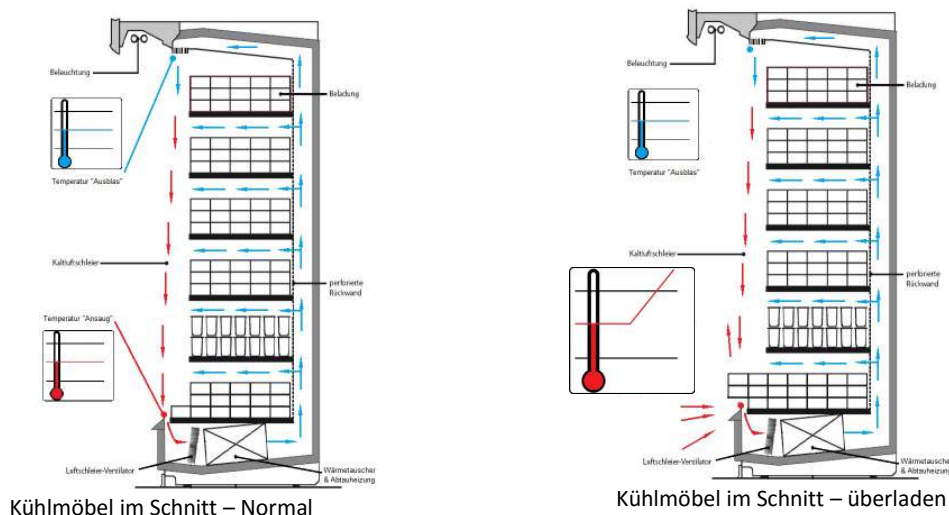 Beleuchtung
Beladung
Temperatur "Ausblas"
Kaltluftschleier
perforierte
Rückwand
Temperatur "Ansaug"
Luftschleier-Ventilator
Wärmetauscher
& Abtauheizung
Kühlmöbel im Schnitt – Normal
Beleuchtung
Beladung
Temperatur "Ausblas"
Kaltluftschleier
perforierte
Rückwand
Luftschleier-Ventilator
Wärmetauscher
& Abtauheizung
Kühlmöbel im Schnitt – überladen